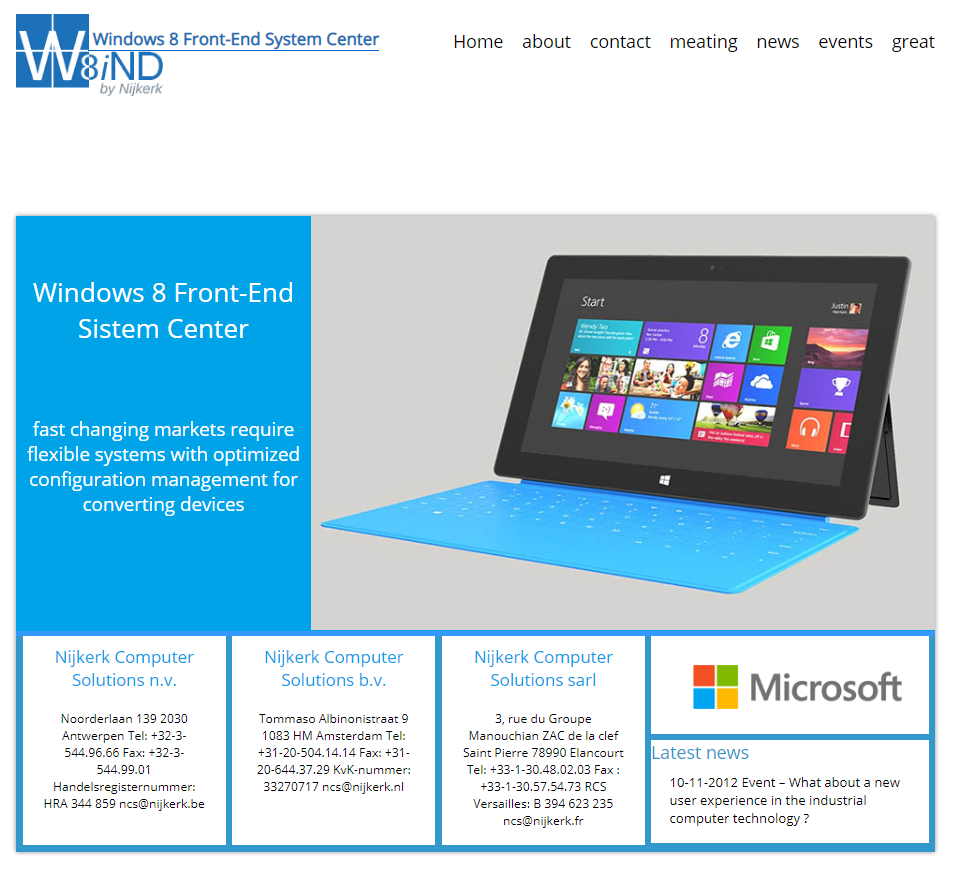 Windows 8 Front-End System Center
W8iND
by Nijkerk
Home about contact meating news events great
Windows 8 Front-End
Sistem Center
fast changing markets require
flexible systems with optimized
configuration management for
converting devices
Start
Justin
Wendy Teo
8
Nijkerk Computer
Solutions n.v.
Noorderlaan 139 2030
Antwerpen Tel: +32-3-
544.96.66 Fax: +32-3-
544.99.01
Handelsregisternummer:
HRA 344 859 ncs@nijkerk.be
Nijkerk Computer
Solutions b.v.
Tommaso Albinonistraat 9
1083 HM Amsterdam Tel:
+31-20-504.14.14 Fax: +31-
20-644.37.29 KvK-nummer:
33270717 ncs@nijkerk.nl
Nijkerk Computer
Solutions sarl
3, rue du Groupe
Manouchian ZAC de la clef
Saint Pierre 78990 Elancourt
Tel: +33-1-30.48.02.03 Fax :
+33-1-30.57.54.73 RCS
Versailles: B 394 623 235
ncs@nijkerk.fr
Microsoft
Latest news
10-11-2012 Event – What about a new
user experience in the industrial
computer technology ?